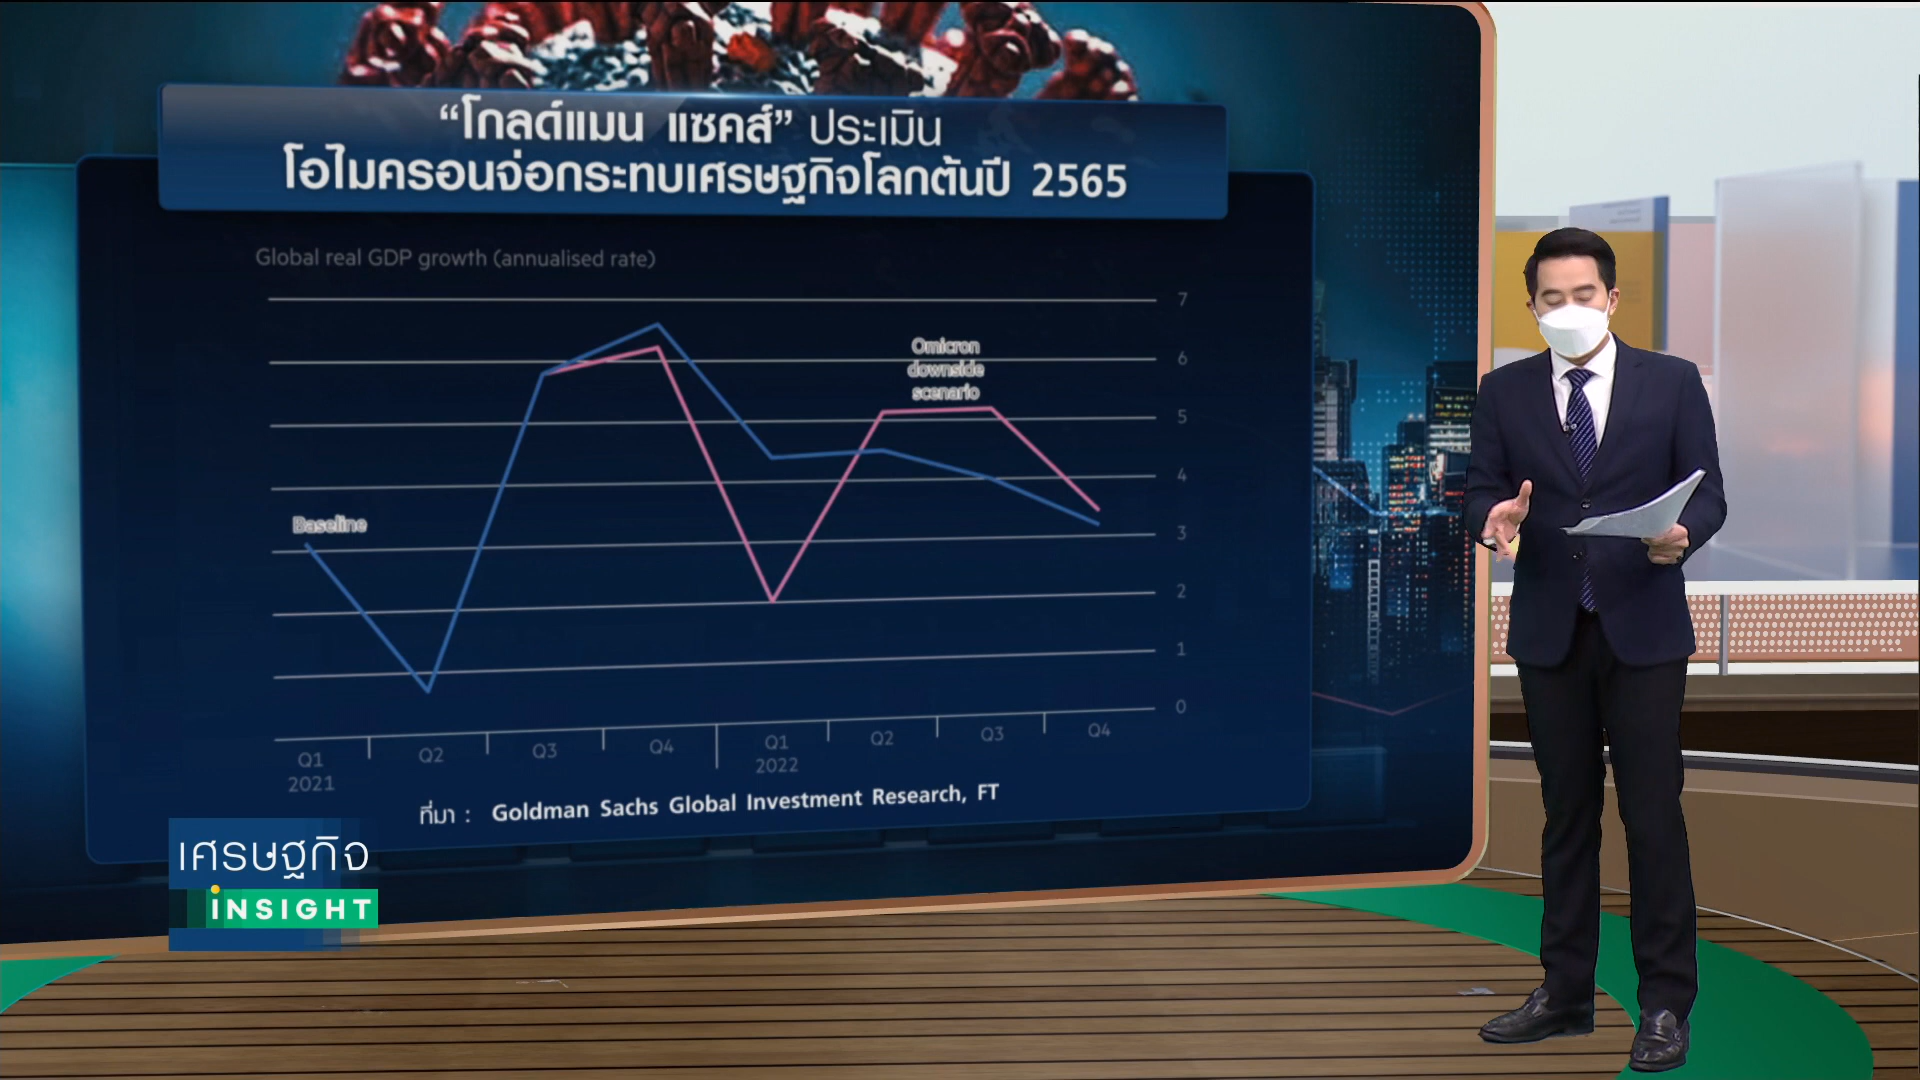 “โกลด์แมน แซคส์” ประเมิน
โอไมครอนจ่อกระทบเศรษฐกิจโลกต้นปี 2565
Global real GDP growth (annualised rate)
7
6
5
4
3
2
1
0
Omicron
downside
scenario
Baseline
Q1 Q2 Q3 Q4 Q1 Q2 Q3 Q4
2021 2022
ที่มา : Goldman Sachs Global Investment Research, FT
เศรษฐกิจ
INSIGHT